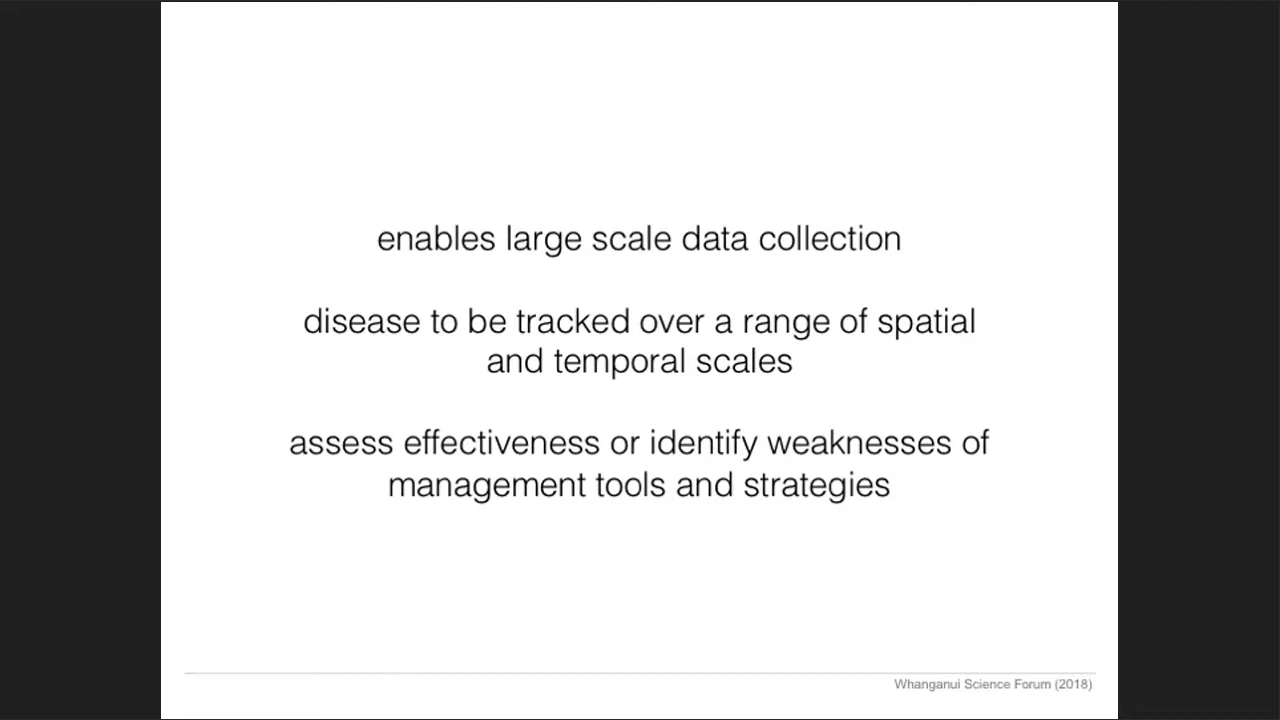 enables large scale data collection
disease to be tracked over a range of spatial
and temporal scales
assess effectiveness or identify weaknesses of
management tools and strategies
Whanganui Science Forum (2018)